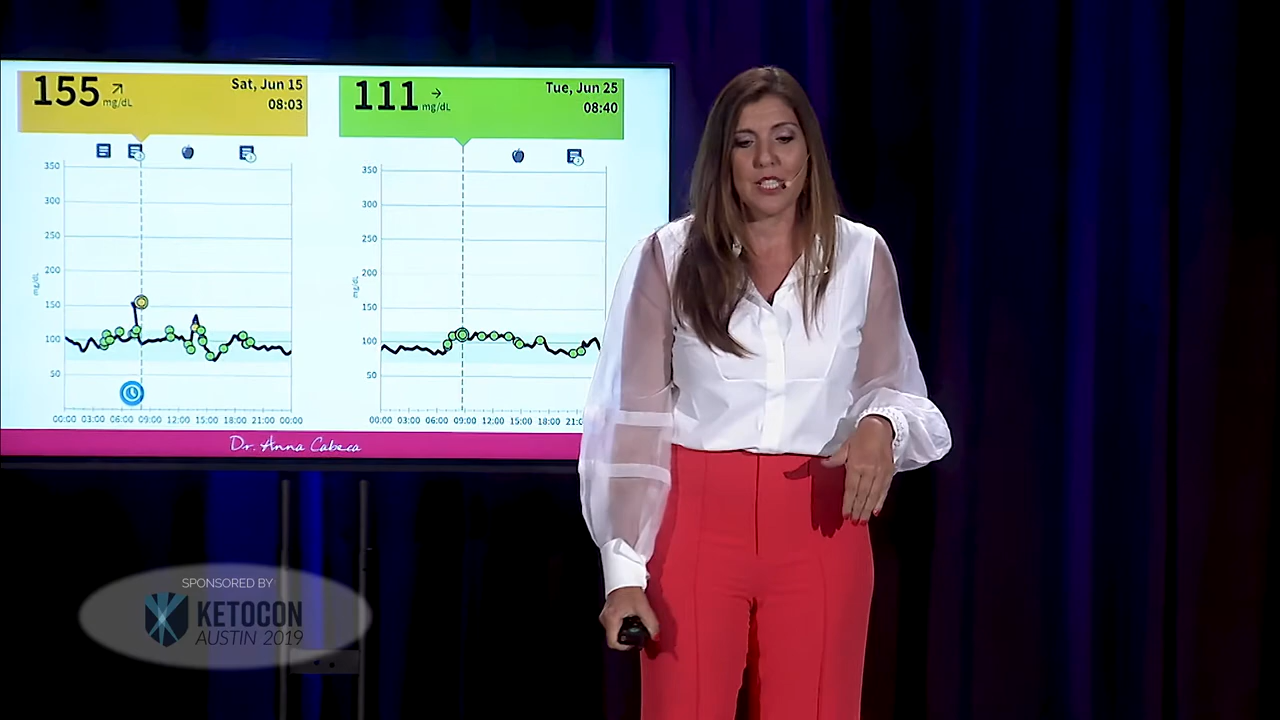 155 mg/dL
Sat, Jun 15
08:03
111 mg/dL
Tue, Jun 25
08:40
350
300
250
200
150
100
50
mg/dL
00:00 03:00 06:00 09:00 12:00 15:00 18:00 21:00 00:00
350
300
250
200
150
100
50
mg/dL
00:00 03:00 06:00 09:00 12:00 15:00 18:00 21:00
Dr. Anna Cabeca
SPONSORED BY
KETOCON
AUSTIN 2019